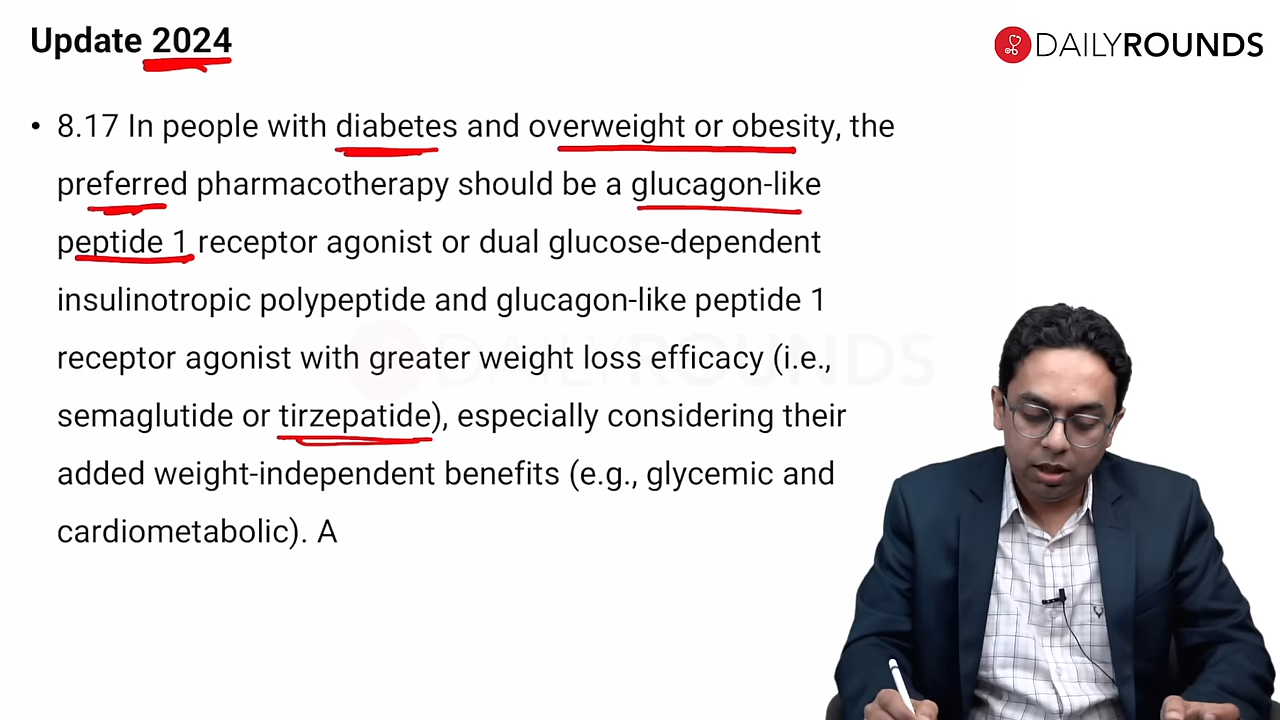 Update 2024
DAILYROUNDS
• 8.17 In people with diabetes and overweight or obesity, the
preferred pharmacotherapy should be a glucagon-like
peptide 1 receptor agonist or dual glucose-dependent
insulinotropic polypeptide and glucagon-like peptide 1
receptor agonist with greater weight loss efficacy (i.e.,
semaglutide or tirzepatide), especially considering their
added weight-independent benefits (e.g., glycemic and
cardiometabolic). A
DAILYROUNDS